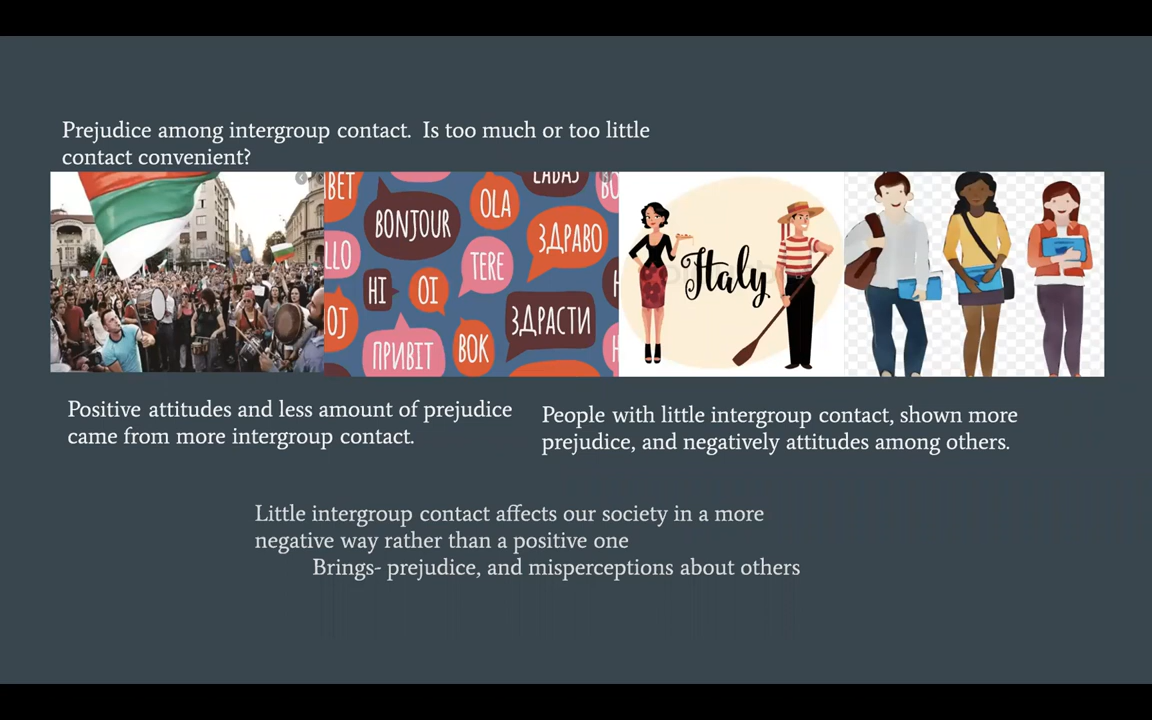 Prejudice among intergroup contact.  Is too much or too little
contact convenient?
BONJOUR
OLA
ЗДРАВО
TERE
HI
OI
ЗДРАСТИ
ПРИВІТ
BOK
Italy
Positive attitudes and less amount of prejudice
came from more intergroup contact.
People with little intergroup contact, shown more
prejudice, and negatively attitudes among others.
Little intergroup contact affects our society in a more
negative way rather than a positive one
Brings- prejudice, and misperceptions about others